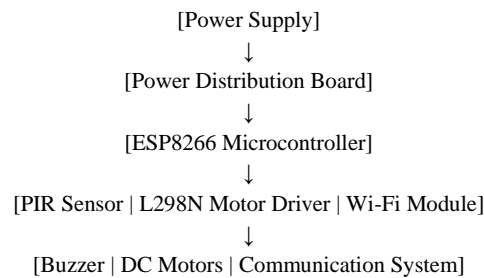 [Power Supply]
↓
[Power Distribution Board]
↓
[ESP8266 Microcontroller]
↓
[PIR Sensor | L298N Motor Driver | Wi-Fi Module]
↓
[Buzzer | DC Motors | Communication System]